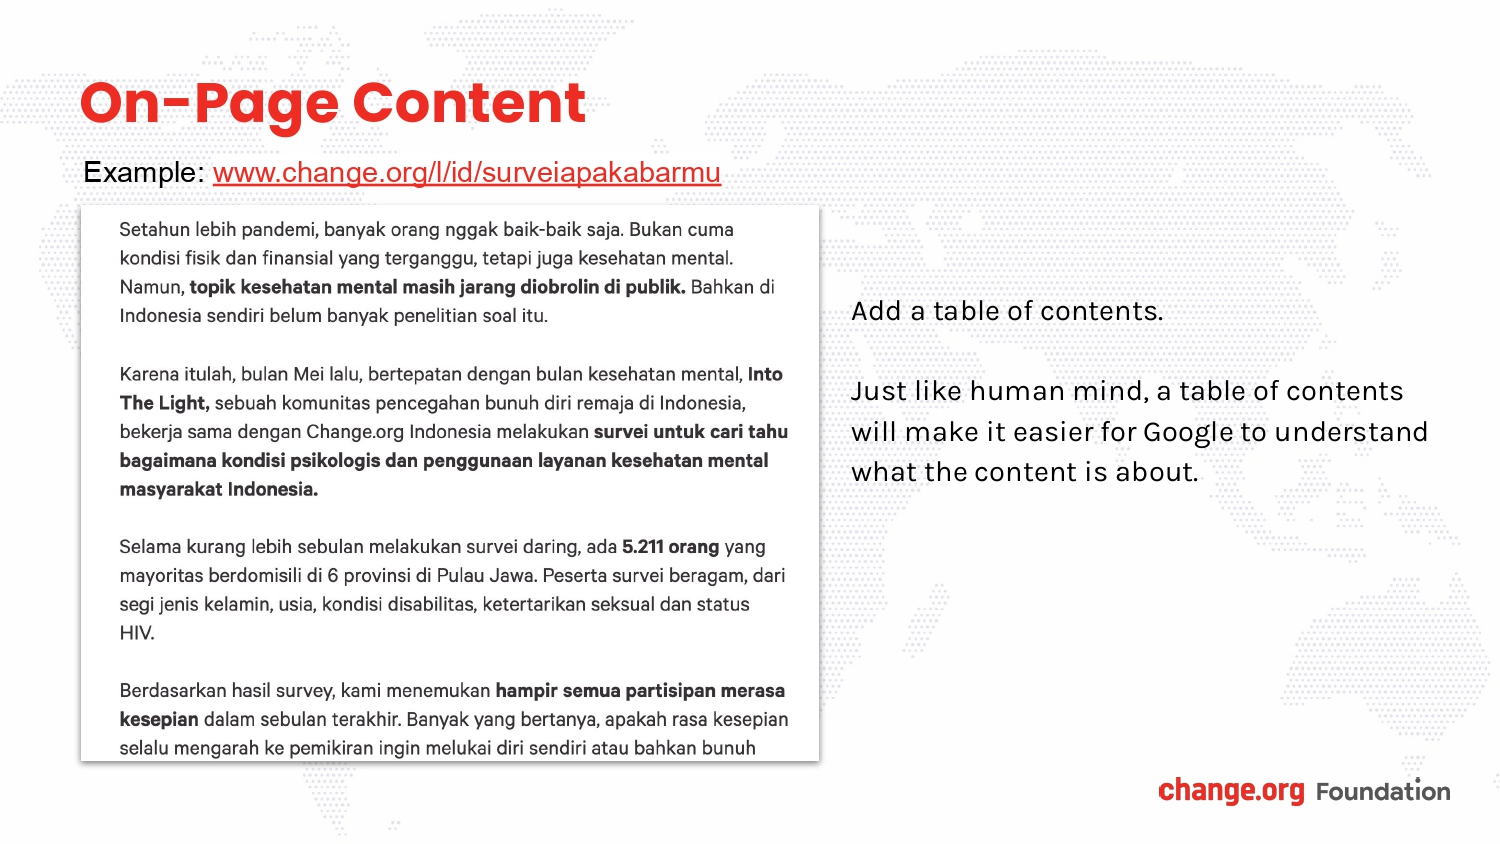 On-Page Content
Example: www.change.org/l/id/surveiapakabarmu
Setahun lebih pandemi, banyak orang nggak baik-baik saja. Bukan cuma
kondisi fisik dan finansial yang terganggu, tetapi juga kesehatan mental.
Namun, topik kesehatan mental masih jarang diobrolin di publik. Bahkan di
Indonesia sendiri belum banyak penelitian soal itu.
Karena itulah, bulan Mei lalu, bertepatan dengan bulan kesehatan mental, Into
The Light, sebuah komunitas pencegahan bunuh diri remaja di Indonesia,
bekerja sama dengan Change.org Indonesia melakukan survei untuk cari tahu
bagaimana kondisi psikologis dan penggunaan layanan kesehatan mental
masyarakat Indonesia.
Selama kurang lebih sebulan melakukan survei daring, ada 5.211 orang yang
mayoritas berdomisili di 6 provinsi di Pulau Jawa. Peserta survei beragam, dari
segi jenis kelamin, usia, kondisi disabilitas, ketertarikan seksual dan status
HIV.
Berdasarkan hasil survey, kami menemukan hampir semua partisipan merasa
kesepian dalam sebulan terakhir. Banyak yang bertanya, apakah rasa kesepian
selalu mengarah ke pemikiran ingin melukai diri sendiri atau bahkan bunuh
Add a table of contents.
Just like human mind, a table of contents
will make it easier for Google to understand
what the content is about.
change.org Foundation